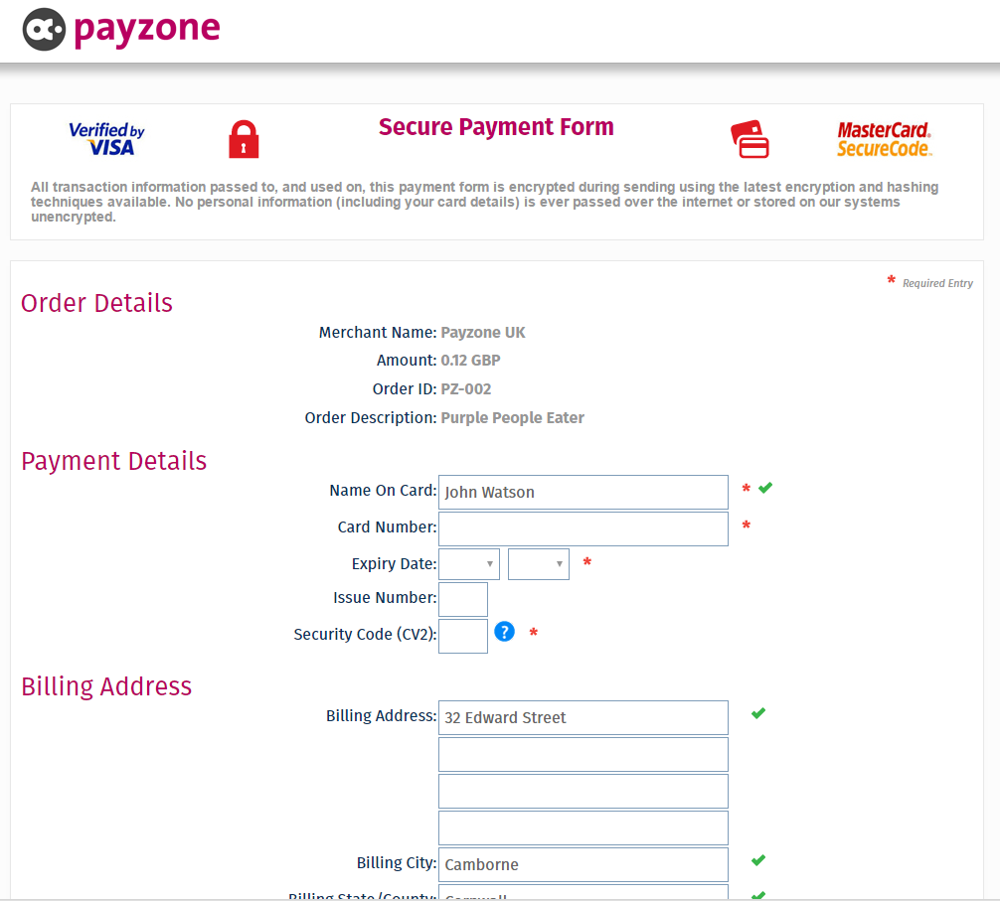 payzone
Verified by
VISA
Secure Payment Form
MasterCard.
SecureCode™
All transaction information passed to, and used on, this payment form is encrypted during sending using the latest encryption and hashing
techniques available. No personal information (including your card details) is ever passed over the internet or stored on our systems
unencrypted.
* Required Entry
Order Details
Merchant Name: Payzone UK
Amount: 0.12 GBP
Order ID: PZ-002
Order Description: Purple People Eater
Payment Details
Name On Card: John Watson *
Card Number: *
Expiry Date: *
Issue Number:
Security Code (CV2): ? *
Billing Address
Billing Address: 32 Edward Street
Billing City: Camborne
Billing State/County: Cornwall